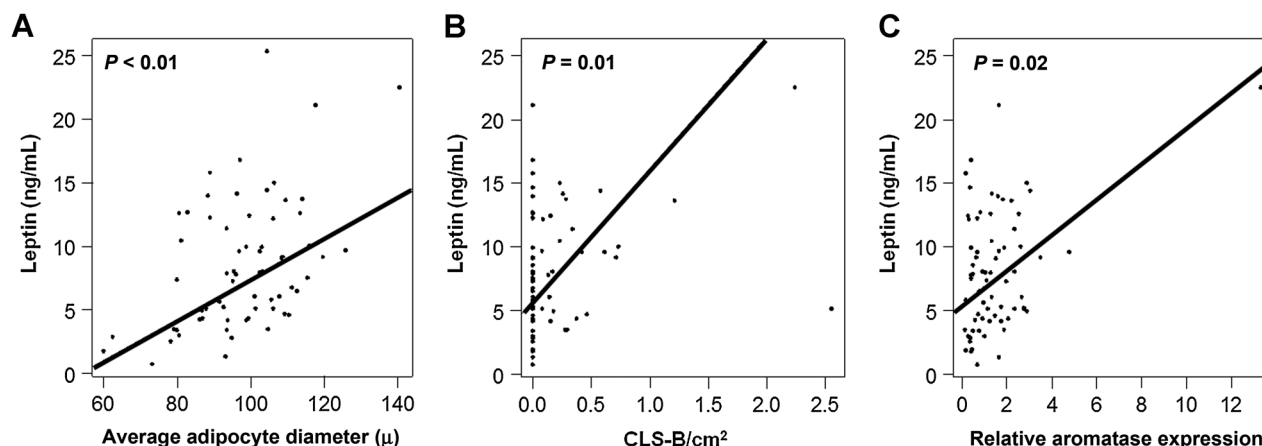 A
P < 0.01
Leptin (ng/mL)
25
20
15
10
5
0
60 80 100 120 140
Average adipocyte diameter (μ)
B
P = 0.01
Leptin (ng/mL)
25
20
15
10
5
0
0.0 0.5 1.0 1.5 2.0 2.5
CLS-B/cm²
C
P = 0.02
Leptin (ng/mL)
25
20
15
10
5
0
0 2 4 6 8 10 12
Relative aromatase expression